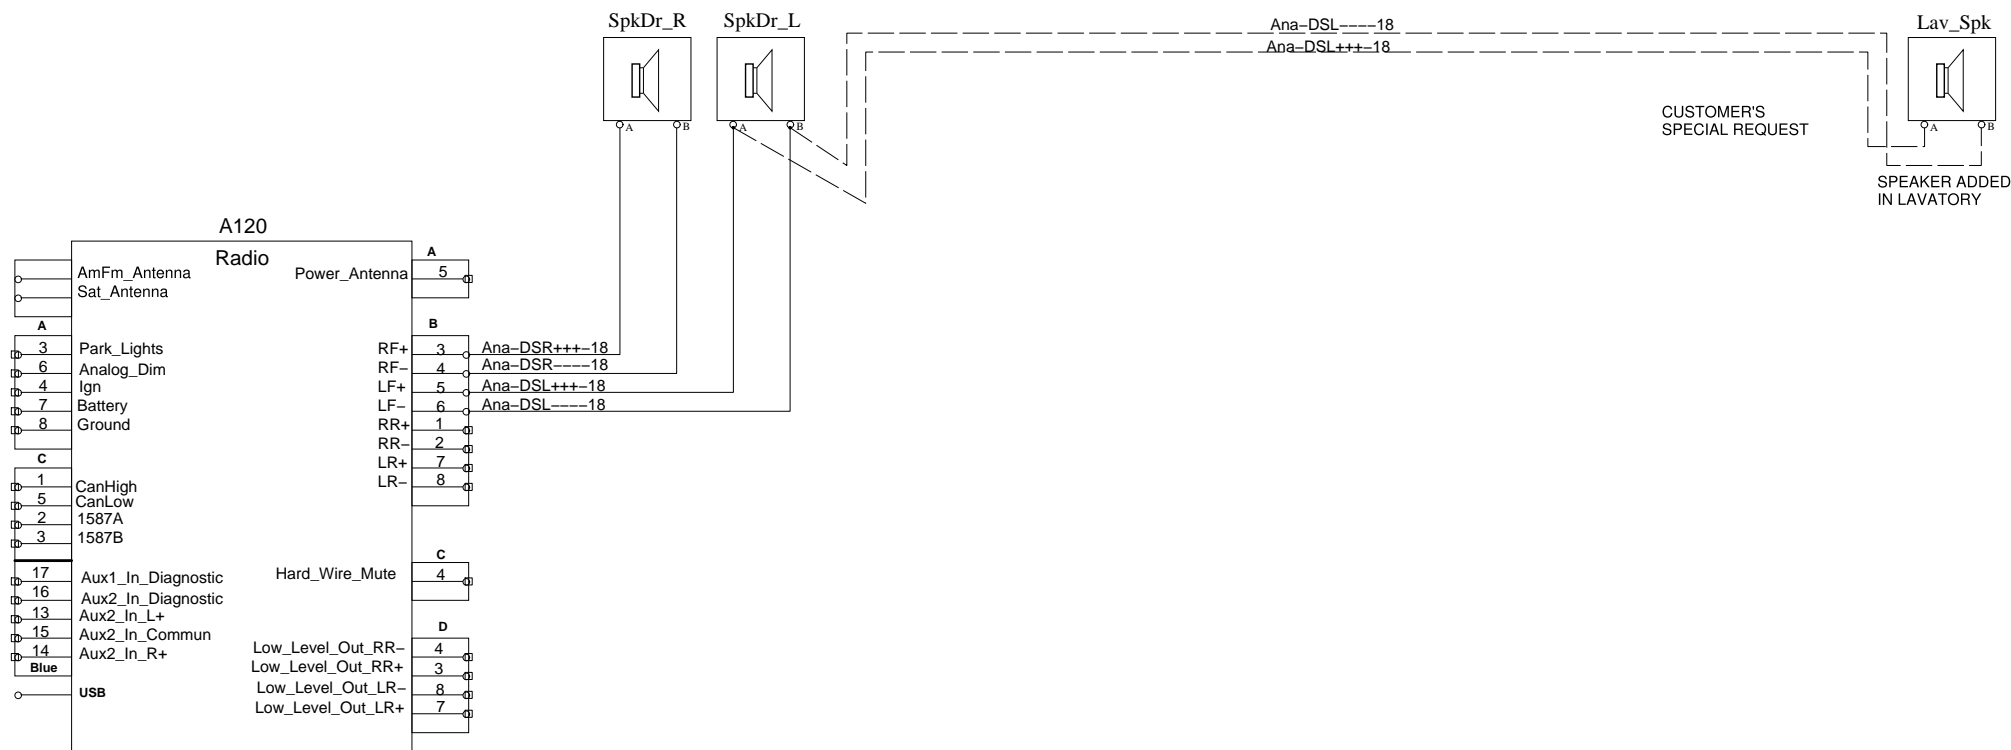 SpkDr_R
SpkDr_L
Ana-DSL----18
Lav_Spk
Ana-DSL+++-18
A
B
A
B
CUSTOMER'S
SPECIAL REQUEST
A
B
SPEAKER ADDED
IN LAVATORY
A120
Radio
A
AmFm_Antenna
Power_Antenna
5
Sat_Antenna
A
B
3
Park_Lights
RF+
3
Ana-DSR+++-18
6
Analog_Dim
RF-
4
Ana-DSR----18
4
Ign
LF+
5
Ana-DSL+++-18
7
Battery
LF-
6
Ana-DSL----18
8
Ground
RR+
1
RR-
2
C
LR+
7
1
CanHigh
LR-
8
5
CanLow
2
1587A
3
1587B
C
17
Aux1_In_Diagnostic
Hard_Wire_Mute
4
16
Aux2_In_Diagnostic
13
Aux2_In_L+
15
Aux2_In_Commun
D
14
Aux2_In_R+
Low_Level_Out_RR-
4
Blue
Low_Level_Out_RR+
3
USB
Low_Level_Out_LR-
8
Low_Level_Out_LR+
7